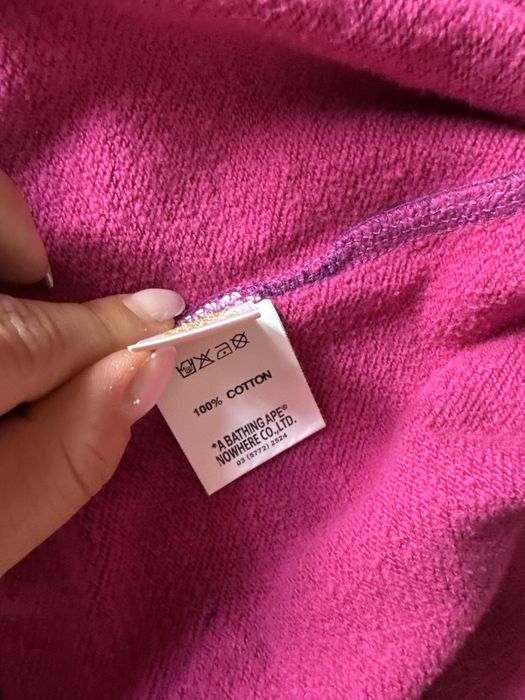 100% COTTON
*A BATHING APE®
NOWHERE CO.,LTD.
03 (5772) 2524